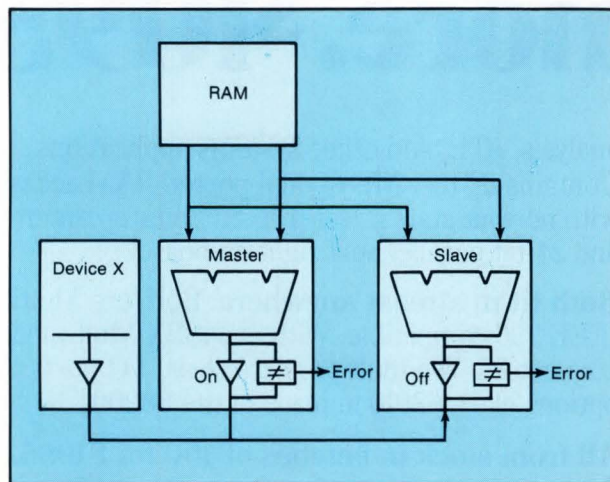 RAM
Device X
Master
Slave
On
≠
Error
Off
≠
Error